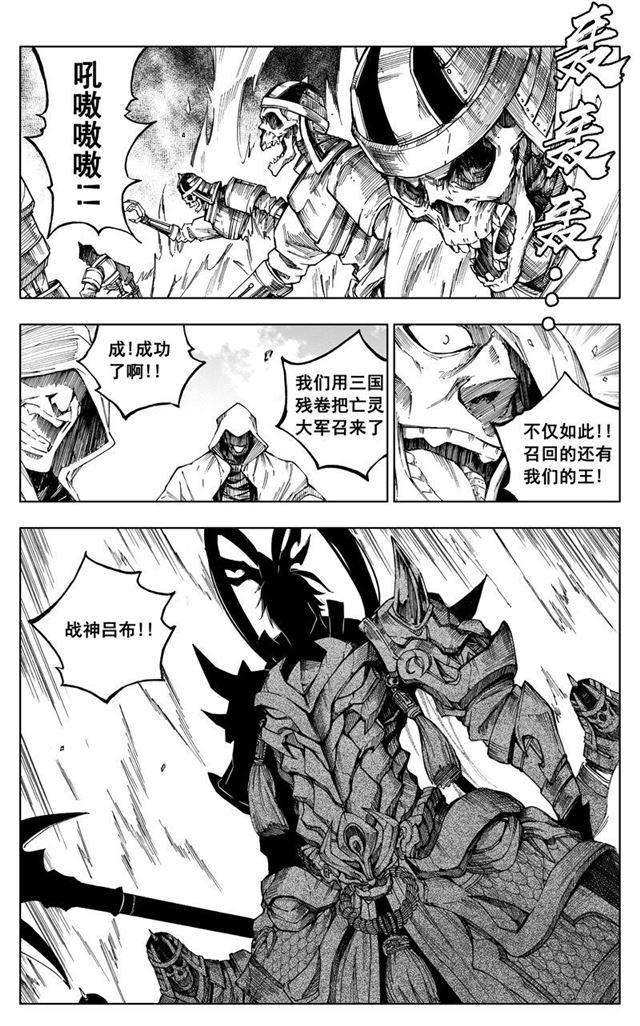 轰轰轰
吼嗷嗷嗷!!
成!成功
了啊!!
我们用三国
残卷把亡灵
大军召来了
不仅如此!!
召回的还有
我们的王!
战神吕布!!